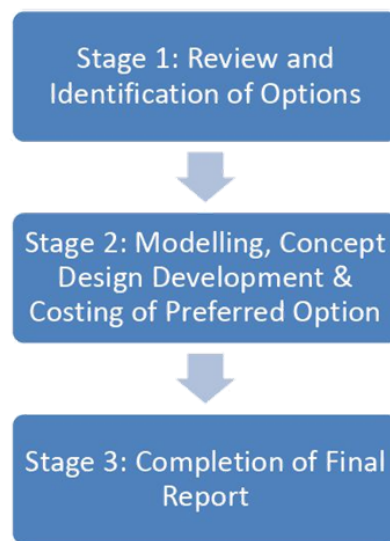 Stage 1: Review and
Identification of Options
Stage 2: Modelling, Concept
Design Development &
Costing of Preferred Option
Stage 3: Completion of Final
Report